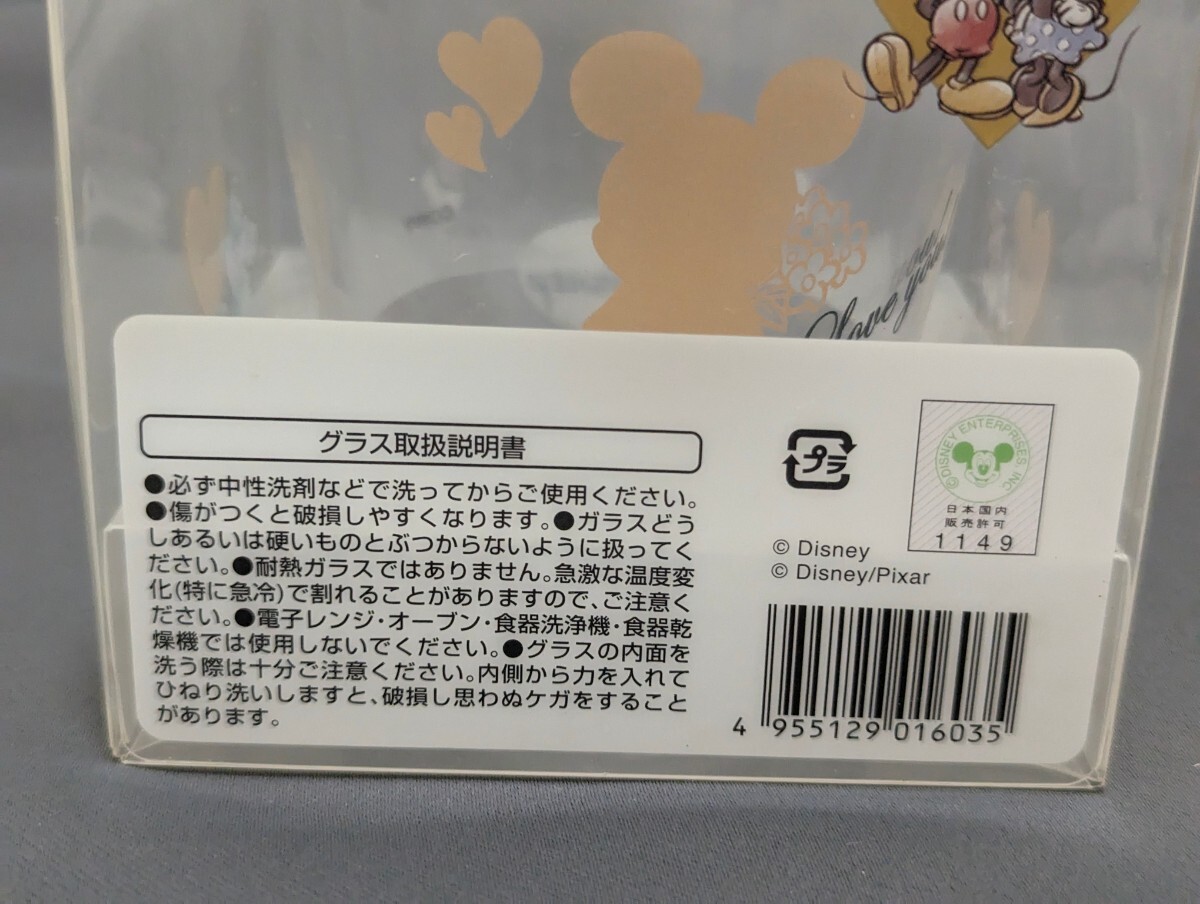 love you
グラス取扱説明書
●必ず中性洗剤などで洗ってからご使用ください。
●傷がつくと破損しやすくなります。●ガラスどう
しあるいは硬いものとぶつからないように扱ってく
ださい。●耐熱ガラスではありません。急激な温度変
化(特に急冷)で割れることがありますので、ご注意く
ださい。●電子レンジ・オーブン・食器洗浄機・食器乾
燥機では使用しないでください。●グラスの内面を
洗う際は十分ご注意ください。内側から力を入れて
ひねり洗いしますと、破損し思わぬケガをすること
があります。
プラ
©DISNEY ENTERPRISES, INC
日本国内
販売許可
1149
© Disney
© Disney/Pixar
4 955129 016035